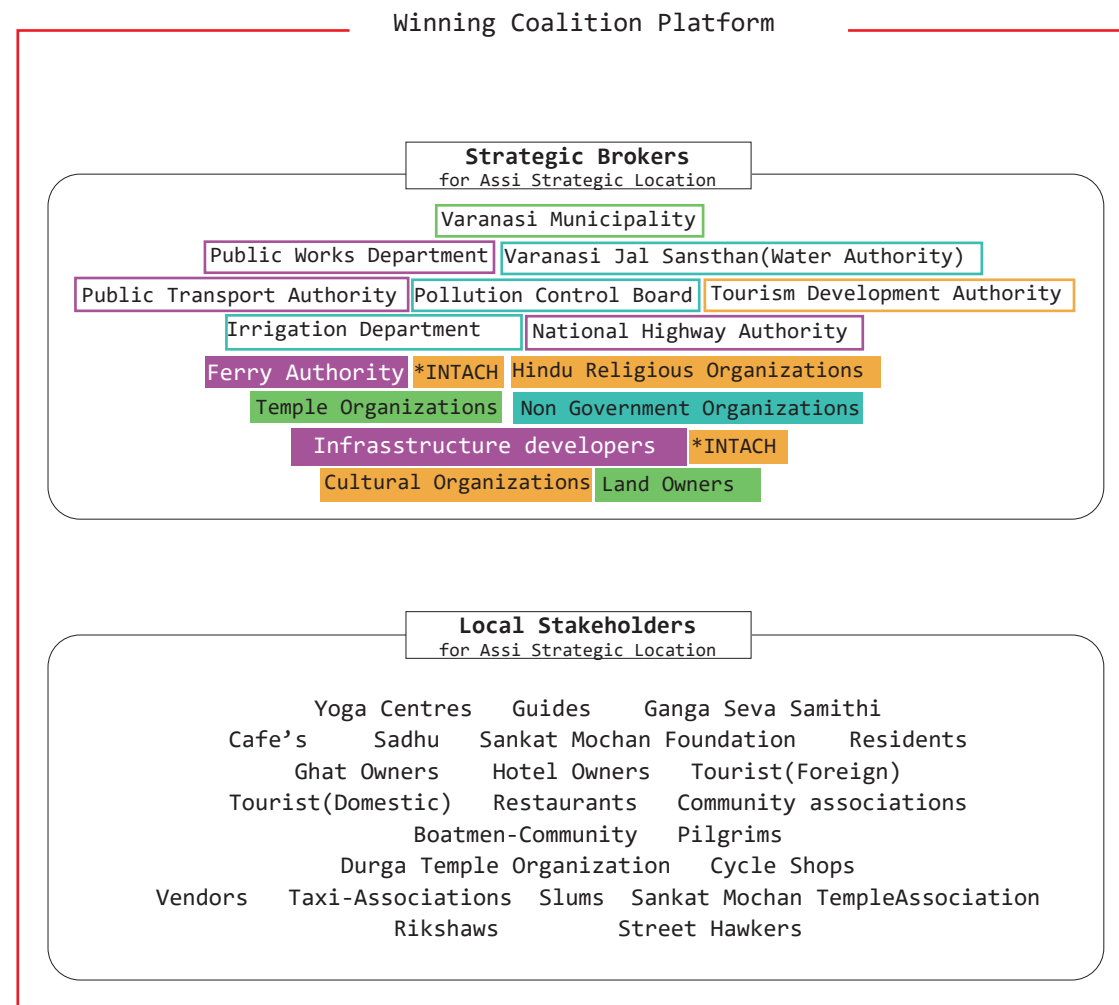 Winning Coalition Platform
Strategic Brokers
for Assi Strategic Location
Varanasi Municipality
Public Works Department Varanasi Jal Sansthan(Water Authority)
Public Transport Authority Pollution Control Board Tourism Development Authority
Irrigation Department National Highway Authority
Ferry Authority *INTACH Hindu Religious Organizations
Temple Organizations Non Government Organizations
Infrasstructure developers *INTACH
Cultural Organizations Land Owners
Local Stakeholders
for Assi Strategic Location
Yoga Centres Guides Ganga Seva Samithi
Cafe’s Sadhu Sankat Mochan Foundation Residents
Ghat Owners Hotel Owners Tourist(Foreign)
Tourist(Domestic) Restaurants Community associations
Boatmen-Community Pilgrims
Durga Temple Organization Cycle Shops
Vendors Taxi-Associations Slums Sankat Mochan TempleAssociation
Rikshaws Street Hawkers